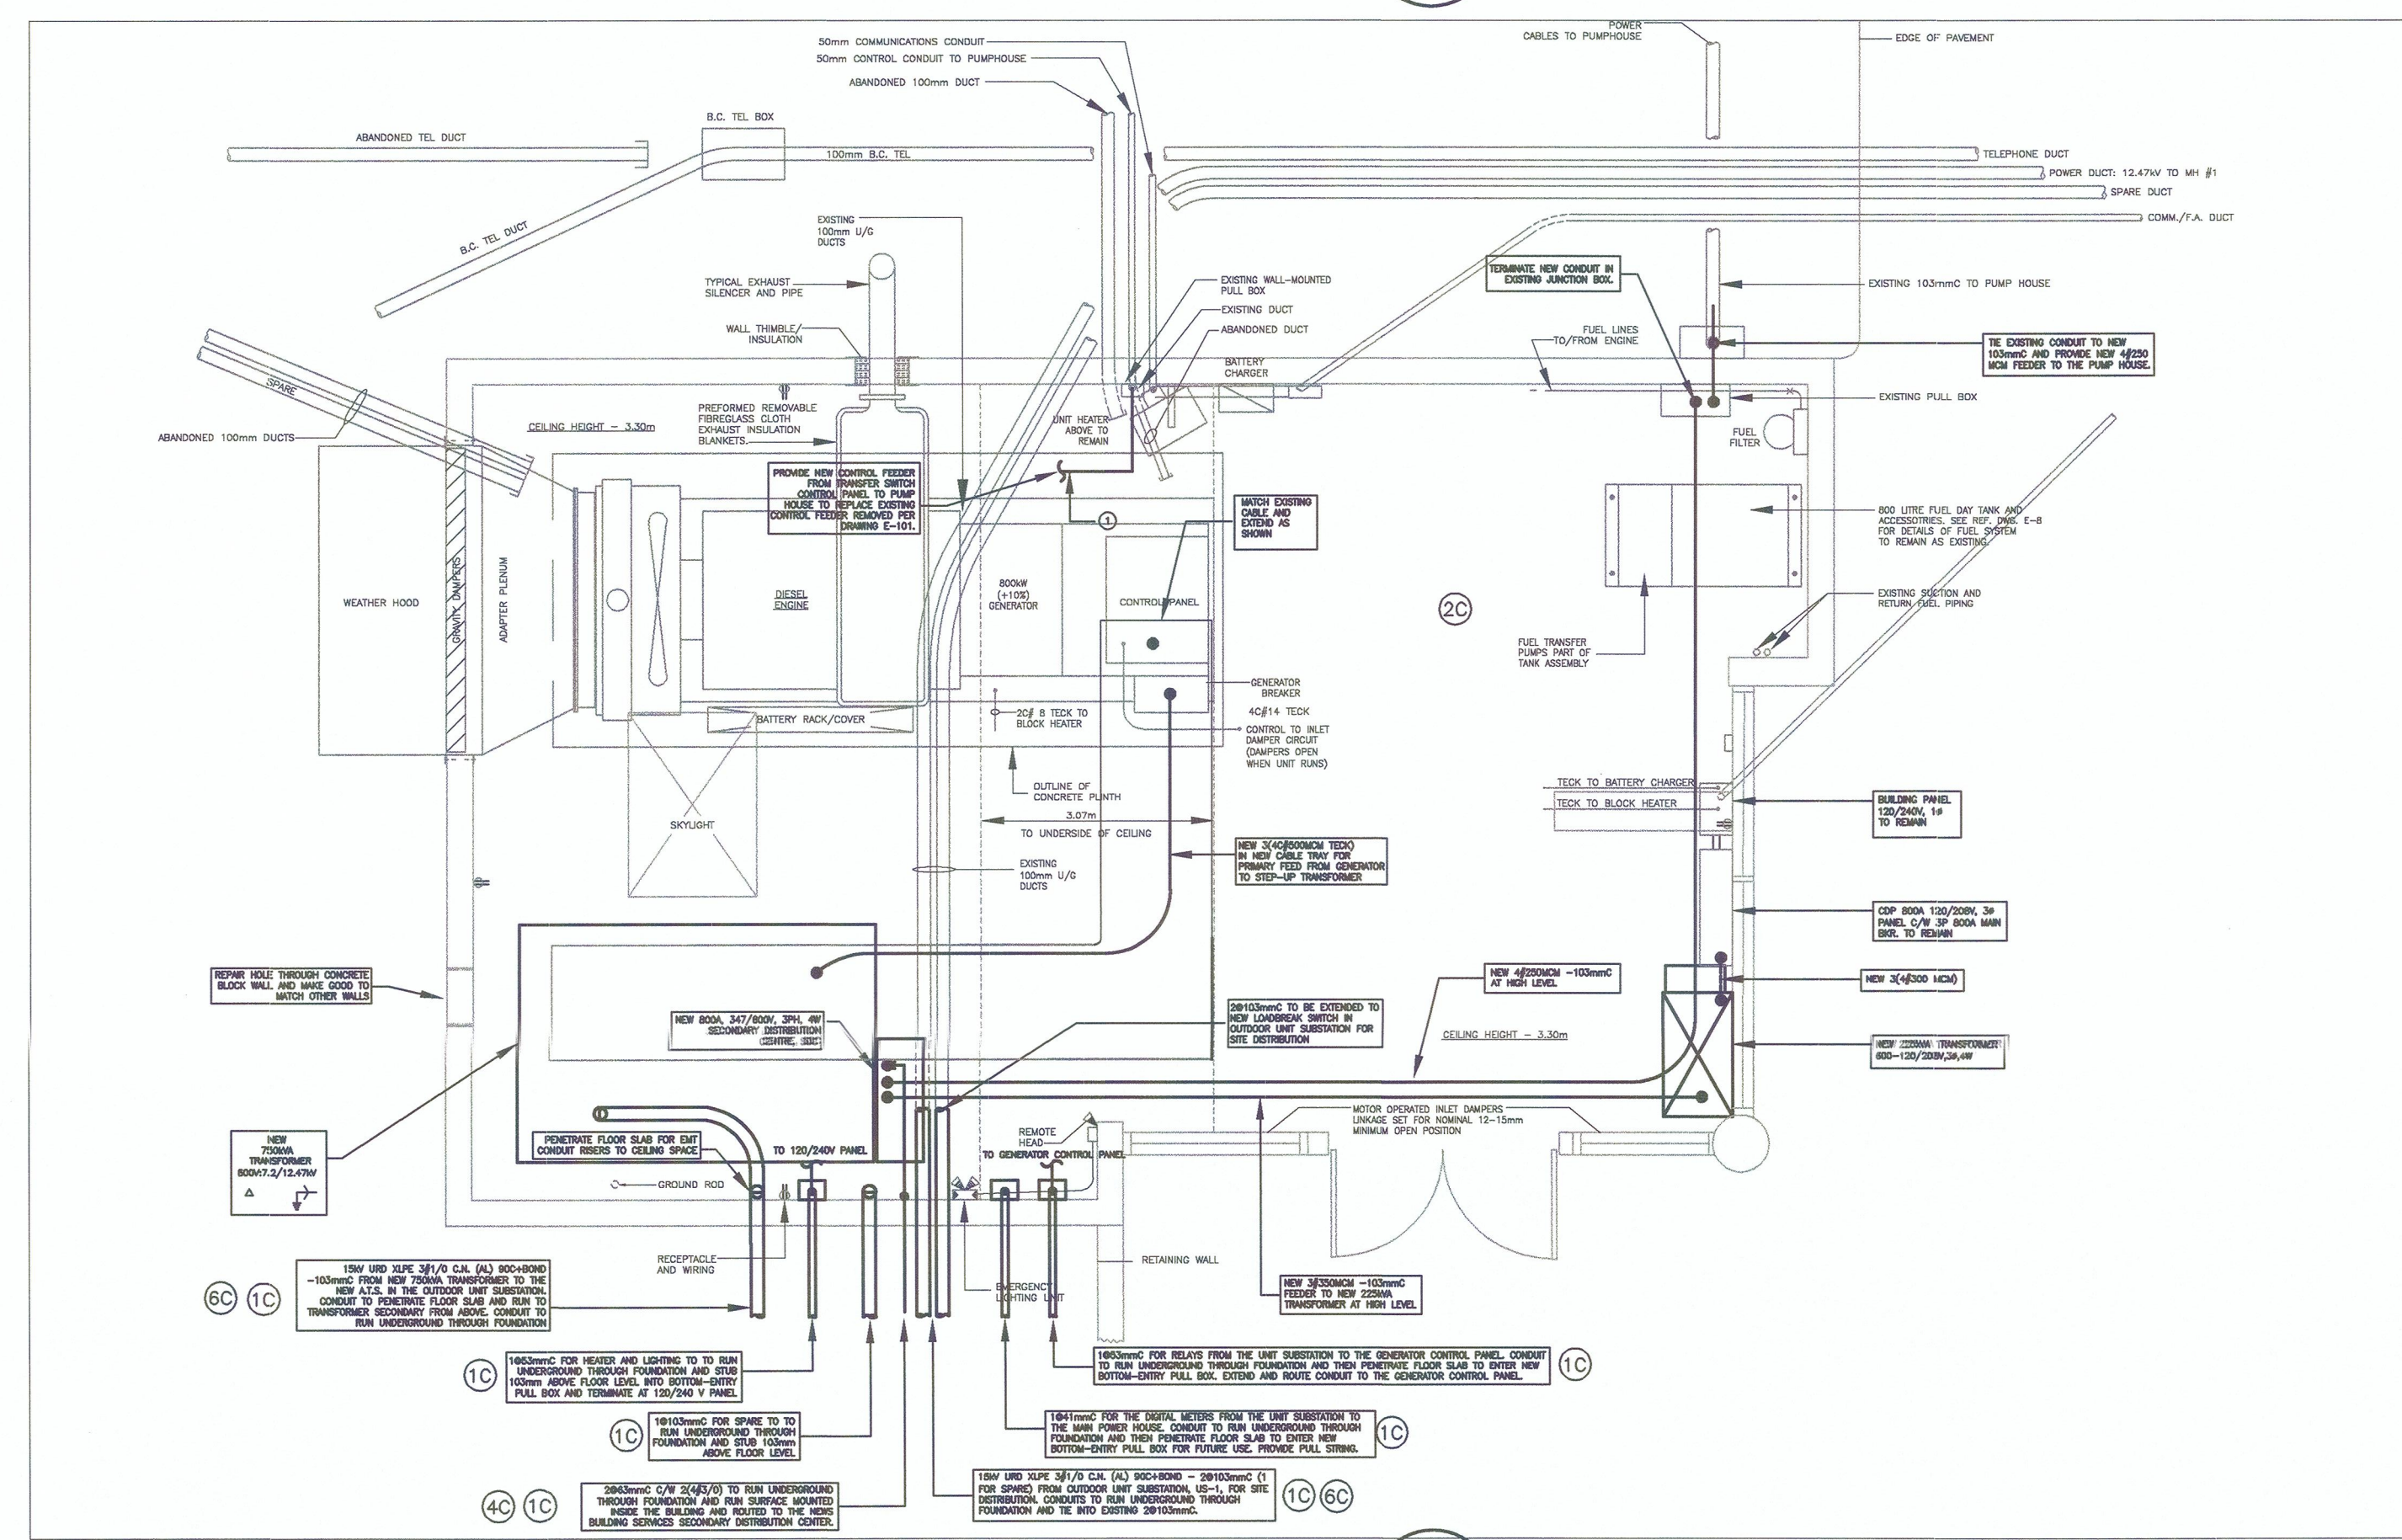 50mm COMMUNICATIONS CONDUIT
50mm CONTROL CONDUIT TO PUMPHOUSE
ABANDONED 100mm DUCT
POWER
CABLES TO PUMPHOUSE
EDGE OF PAVEMENT
ABANDONED TEL DUCT
B.C. TEL BOX
100mm B.C. TEL
B.C. TEL DUCT
TELEPHONE DUCT
POWER DUCT: 12.47kV TO MH #1
SPARE DUCT
COMM./F.A. DUCT
EXISTING
100mm U/G
DUCTS
TYPICAL EXHAUST
SILENCER AND PIPE
WALL THIMBLE/
INSULATION
EXISTING WALL-MOUNTED
PULL BOX
EXISTING DUCT
ABANDONED DUCT
BATTERY
CHARGER
TERMINATE NEW CONDUIT IN
EXISTING JUNCTION BOX.
EXISTING 103mmC TO PUMP HOUSE
FUEL LINES
TO/FROM ENGINE
TIE EXISTING CONDUIT TO NEW
103mmC AND PROVIDE NEW 4#250
MCM FEEDER TO THE PUMP HOUSE.
EXISTING PULL BOX
SPARE
ABANDONED 100mm DUCTS
CEILING HEIGHT - 3.30m
PREFORMED REMOVABLE
FIBREGLASS CLOTH
EXHAUST INSULATION
BLANKETS.
UNIT HEATER
ABOVE TO
REMAIN
FUEL
FILTER
PROVIDE NEW CONTROL FEEDER
FROM TRANSFER SWITCH
CONTROL PANEL TO PUMP
HOUSE TO REPLACE EXISTING
CONTROL FEEDER REMOVED PER
DRAWING E-101.
1
MATCH EXISTING
CABLE AND
EXTEND AS
SHOWN
800 LITRE FUEL DAY TANK AND
ACCESSOTRIES. SEE REF. DWG. E-8
FOR DETAILS OF FUEL SYSTEM
TO REMAIN AS EXISTING.
WEATHER HOOD
GRAVITY DAMPERS
ADAPTER PLENUM
DIESEL
ENGINE
800kW
(+10%)
GENERATOR
CONTROL PANEL
2C
EXISTING SUCTION AND
RETURN FUEL PIPING
FUEL TRANSFER
PUMPS PART OF
TANK ASSEMBLY
GENERATOR
BREAKER
BATTERY RACK/COVER
2C# 8 TECK TO
BLOCK HEATER
4C#14 TECK
CONTROL TO INLET
DAMPER CIRCUIT
(DAMPERS OPEN
WHEN UNIT RUNS)
OUTLINE OF
CONCRETE PLINTH
SKYLIGHT
3.07m
TO UNDERSIDE OF CEILING
TECK TO BATTERY CHARGER
TECK TO BLOCK HEATER
BUILDING PANEL
120/240V, 1ø
TO REMAIN
EXISTING
100mm U/G
DUCTS
NEW 3(4C#500MCM TECK)
IN NEW CABLE TRAY FOR
PRIMARY FEED FROM GENERATOR
TO STEP-UP TRANSFORMER
CDP 800A 120/208V, 3ø
PANEL C/W 3P 800A MAIN
BKR. TO REMAIN
REPAIR HOLE THROUGH CONCRETE
BLOCK WALL AND MAKE GOOD TO
MATCH OTHER WALLS
NEW 4#250MCM -103mmC
AT HIGH LEVEL
NEW 3(4#300 MCM)
NEW 800A, 347/600V, 3PH, 4W
SECONDARY DISTRIBUTION
CENTRE,
2@103mmC TO BE EXTENDED TO
NEW LOADBREAK SWITCH IN
OUTDOOR UNIT SUBSTATION FOR
SITE DISTRIBUTION
CEILING HEIGHT - 3.30m
NEW 225kVA TRANSFORMER
600-120/208V,3ø,4W
NEW
750kVA
TRANSFORMER
600V:7.2/12.47kV
PENETRATE FLOOR SLAB FOR EMT
CONDUIT RISERS TO CEILING SPACE
TO 120/240V PANEL
REMOTE
HEAD
TO GENERATOR CONTROL PANEL
MOTOR OPERATED INLET DAMPERS
LINKAGE SET FOR NOMINAL 12-15mm
MINIMUM OPEN POSITION
GROUND ROD
RECEPTACLE
AND WIRING
EMERGENCY
LIGHTING UNIT
RETAINING WALL
6C 1C
15kV URD XLPE 3#1/0 C.N. (AL) 90C+BOND
-103mmC FROM NEW 750kVA TRANSFORMER TO THE
NEW A.T.S. IN THE OUTDOOR UNIT SUBSTATION.
CONDUIT TO PENETRATE FLOOR SLAB AND RUN TO
TRANSFORMER SECONDARY FROM ABOVE. CONDUIT TO
RUN UNDERGROUND THROUGH FOUNDATION
NEW 3#350MCM -103mmC
FEEDER TO NEW 225kVA
TRANSFORMER AT HIGH LEVEL
1C
1@53mmC FOR HEATER AND LIGHTING TO TO RUN
UNDERGROUND THROUGH FOUNDATION AND STUB
103mm ABOVE FLOOR LEVEL INTO BOTTOM-ENTRY
PULL BOX AND TERMINATE AT 120/240 V PANEL
1@53mmC FOR RELAYS FROM THE UNIT SUBSTATION TO THE GENERATOR CONTROL PANEL. CONDUIT
TO RUN UNDERGROUND THROUGH FOUNDATION AND THEN PENETRATE FLOOR SLAB TO ENTER NEW
BOTTOM-ENTRY PULL BOX. EXTEND AND ROUTE CONDUIT TO THE GENERATOR CONTROL PANEL.
1C
1C
1@103mmC FOR SPARE TO TO
RUN UNDERGROUND THROUGH
FOUNDATION AND STUB 103mm
ABOVE FLOOR LEVEL
1@41mmC FOR THE DIGITAL METERS FROM THE UNIT SUBSTATION TO
THE MAIN POWER HOUSE. CONDUIT TO RUN UNDERGROUND THROUGH
FOUNDATION AND THEN PENETRATE FLOOR SLAB TO ENTER NEW
BOTTOM-ENTRY PULL BOX FOR FUTURE USE. PROVIDE PULL STRING.
1C
4C 1C
2@63mmC C/W 2(4#3/0) TO RUN UNDERGROUND
THROUGH FOUNDATION AND RUN SURFACE MOUNTED
INSIDE THE BUILDING AND ROUTED TO THE NEWS
BUILDING SERVICES SECONDARY DISTRIBUTION CENTER.
15kV URD XLPE 3#1/0 C.N. (AL) 90C+BOND - 2@103mmC (1
FOR SPARE) FROM OUTDOOR UNIT SUBSTATION, US-1, FOR SITE
DISTRIBUTION. CONDUITS TO RUN UNDERGROUND THROUGH
FOUNDATION AND TIE INTO EXISTING 2@103mmC.
1C 6C